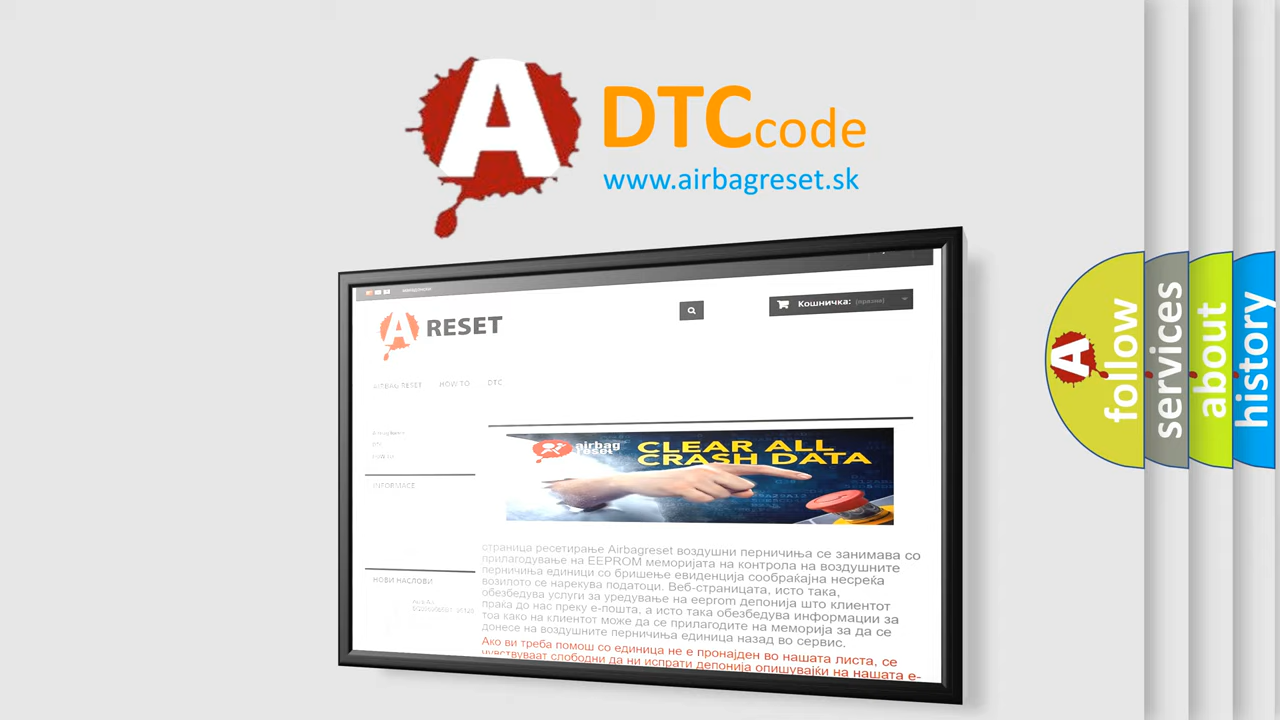 A
DTCcode
www.airbagreset.sk
A RESET
Кошничка: (празни)
AIRBAG RESET HOW TO DTC
DTC
INFORMACE
airbag
reset
CLEAR ALL
CRASH DATA
страница ресетирање Airbagreset воздушни перничиња се занимава со
прилагодување на EEPROM меморијата на контрола на воздушните
перничиња единици со бришење евиденција сообраќајна несреќа
возилото се нарекува податоци. Веб-страницата, исто така,
обезбедува услуги за уредување на eeprom депонија што клиентот
праќа до нас преку е-пошта, а исто така обезбедува информации за
тоа како на клиентот може да се прилагодите на меморија за да се
донесе на воздушните перничиња единица назад во сервис.
Ако ви треба помош со единица не е пронајден во нашата листа, се
чувствуваат слободни да ни испрати депонија опишувајќи на нашата е-
НОВИ НАСЛОВИ
A
follow
services
about
history